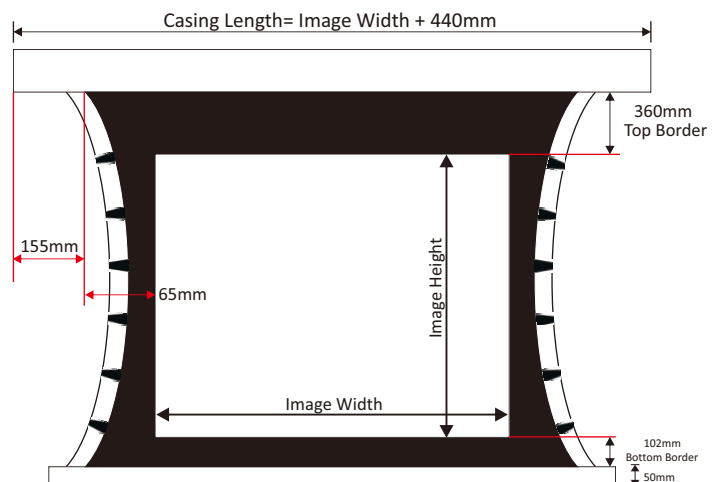 Casing Length= Image Width + 440mm
360mm
Top Border
155mm
65mm
Image Height
Image Width
102mm
Bottom Border
50mm